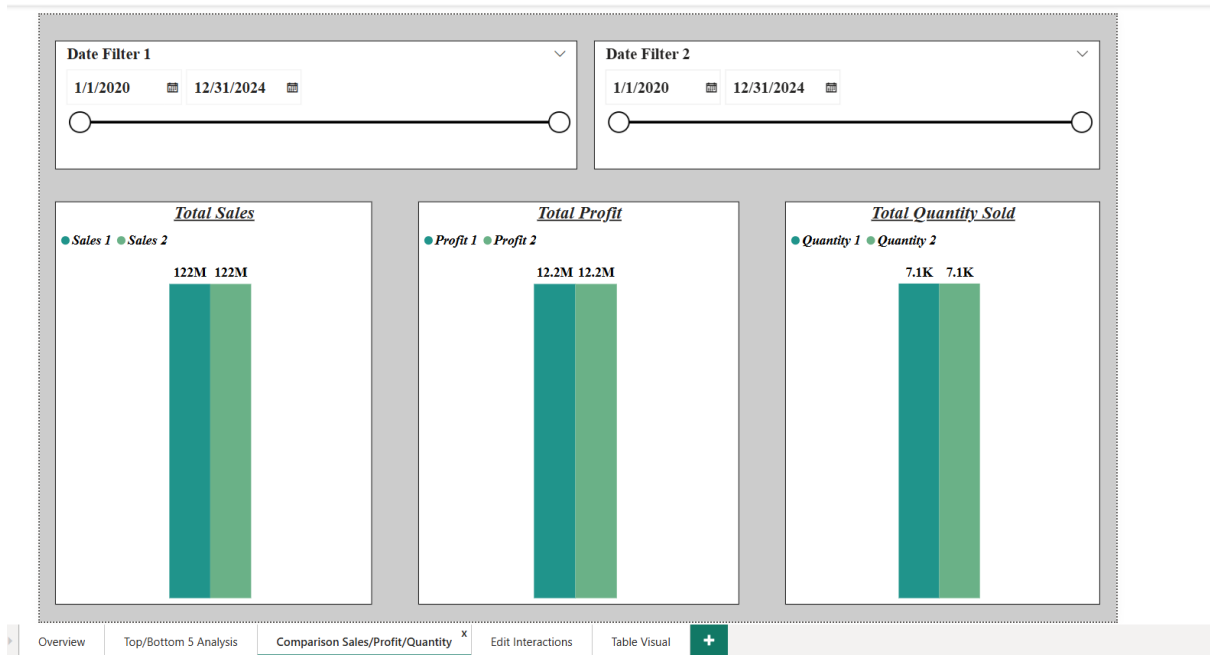 Date Filter 1
1/1/2020
12/31/2024
Date Filter 2
1/1/2020
12/31/2024
Total Sales
Sales 1 Sales 2
122M 122M
Total Profit
Profit 1 Profit 2
12.2M 12.2M
Total Quantity Sold
Quantity 1 Quantity 2
7.1K 7.1K
Overview
Top/Bottom 5 Analysis
Comparison Sales/Profit/Quantity x
Edit Interactions
Table Visual
+